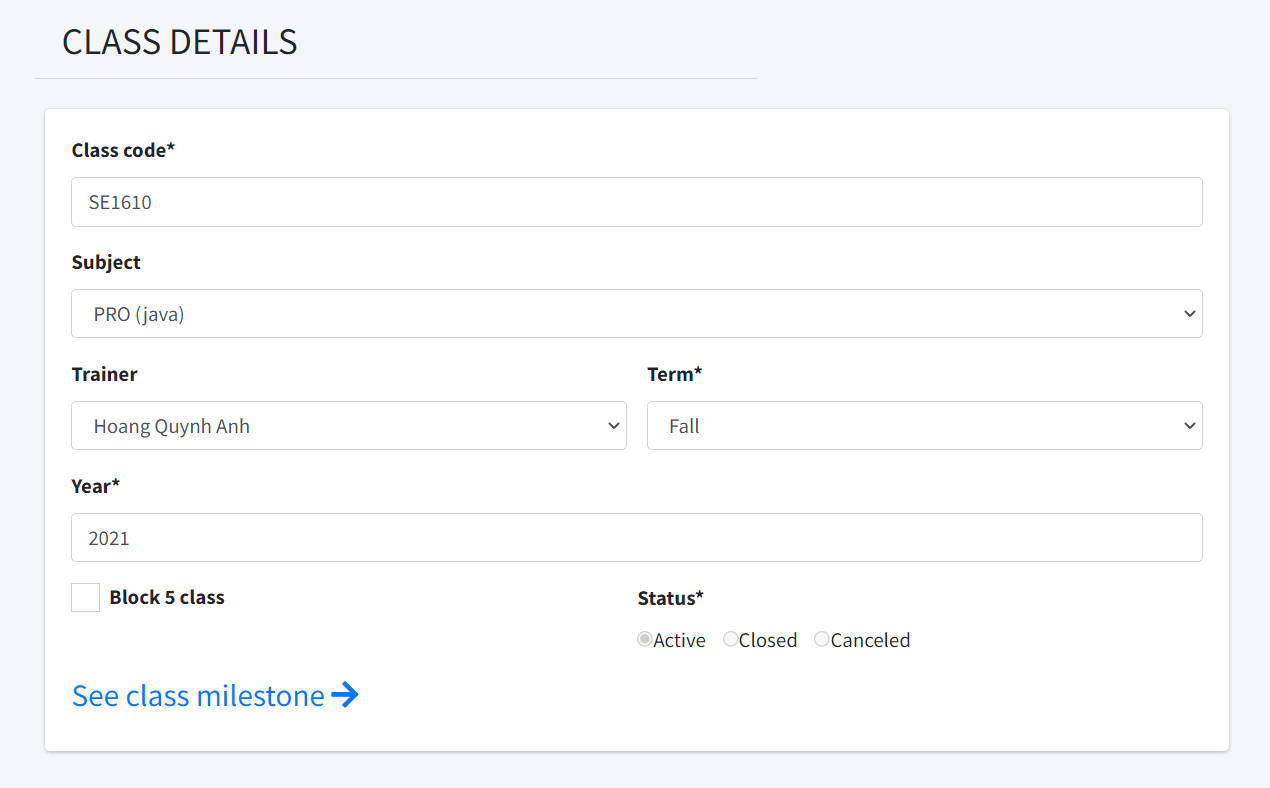 CLASS DETAILS
Class code*
SE1610
Subject
PRO (java)
Trainer
Term*
Hoang Quynh Anh
Fall
Year*
2021
Block 5 class
Status*
Active Closed Canceled
See class milestone